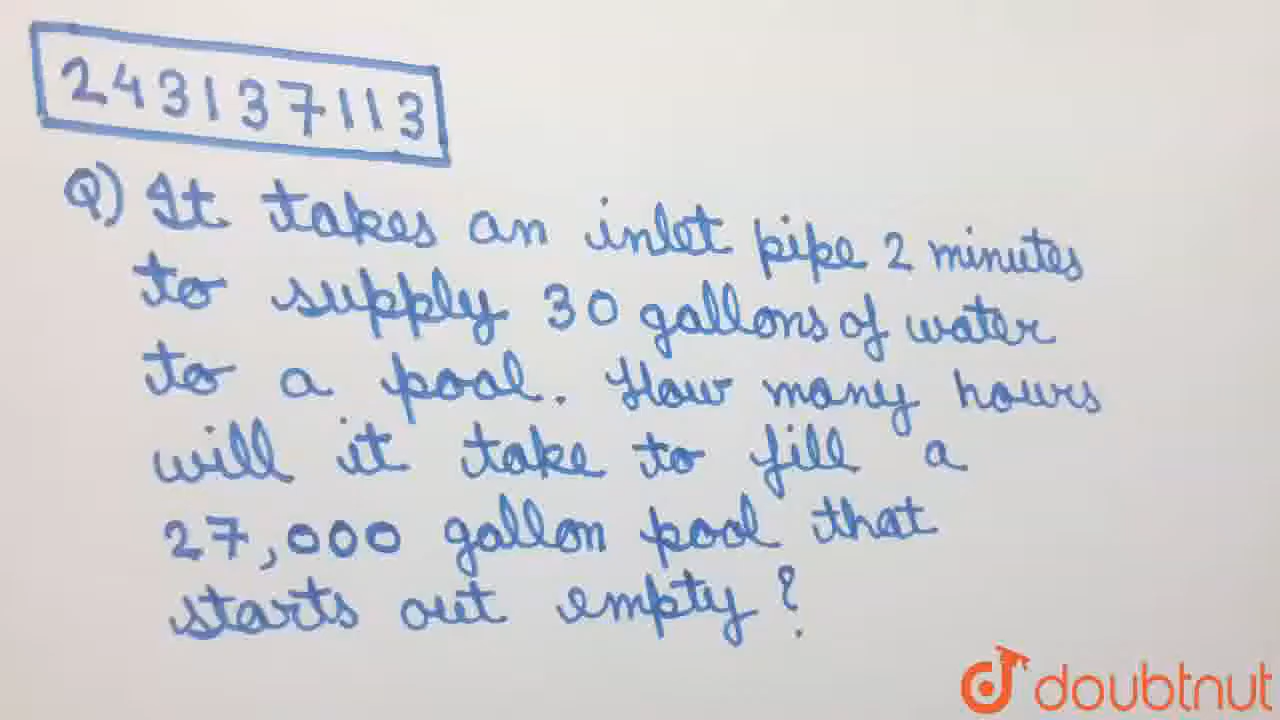 243137113
Q) It takes an inlet pipe 2 minutes
to supply 30 gallons of water
to a pool. How many hours
will it take to fill a
27,000 gallon pool that
starts out empty?
doubtnut